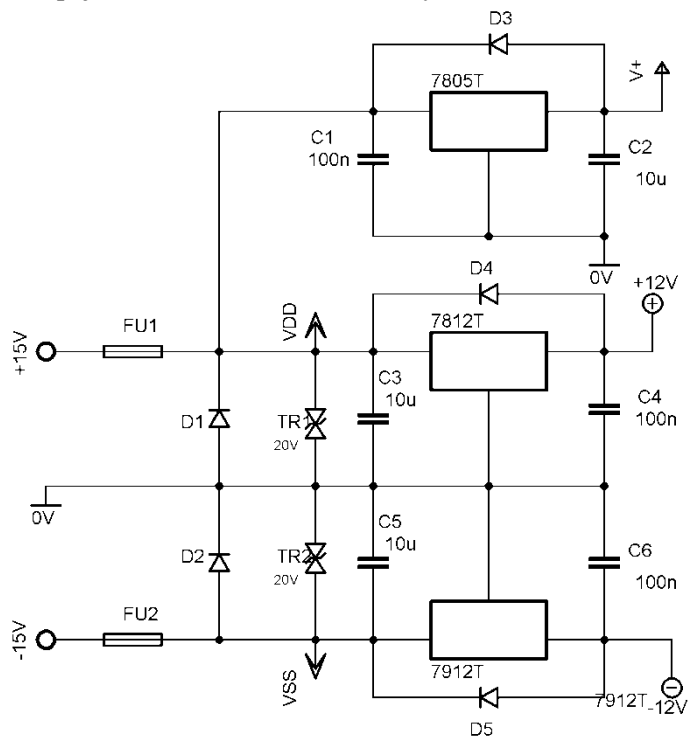 D3
7805T
V+
C1
100n
C2
10u
0V
D4
+12V
FU1
VDD
7812T
+15V
C3
10u
C4
100n
D1
TR1
20V
0V
C5
10u
D2
TR2
20V
C6
100n
FU2
-15V
VSS
7912T
7912T
-12V
D5